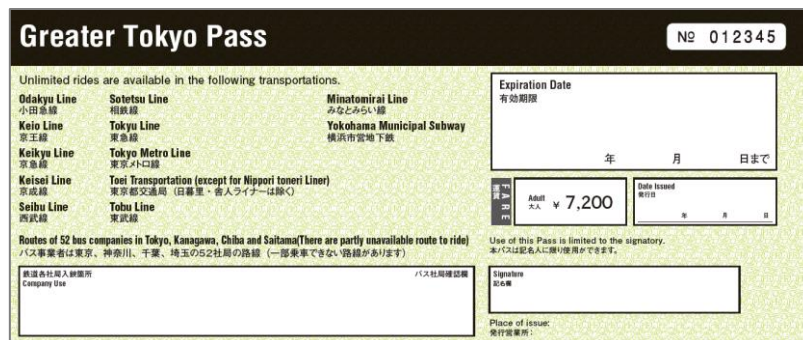 Greater Tokyo Pass
№ 012345
Unlimited rides are available in the following transportations.
Odakyu Line
小田急線
Keio Line
京王線
Keikyu Line
京急線
Keisei Line
京成線
Seibu Line
西武線
Sotetsu Line
相鉄線
Tokyu Line
東急線
Tokyo Metro Line
東京メトロ線
Toei Transportation (except for Nippori toneri Liner)
東京都交通局（日暮里・舎人ライナーは除く）
Tobu Line
東武線
Minatomirai Line
みなとみらい線
Yokohama Municipal Subway
横浜市営地下鉄
Routes of 52 bus companies in Tokyo, Kanagawa, Chiba and Saitama(There are partly unavailable route to ride)
バス事業者は東京、神奈川、千葉、埼玉の52社局の路線（一部乗車できない路線があります）
鉄道各社局入鋏箇所
Company Use
バス社局確認欄
Expiration Date
有効期限
年 月 日まで
FARE
運賃
Adult
大人
¥ 7,200
Date Issued
発行日
年 月 日
Use of this Pass is limited to the signatory.
本パスは記名人に限り使用ができます。
Signature
記名欄
Place of issue:
発行営業所：